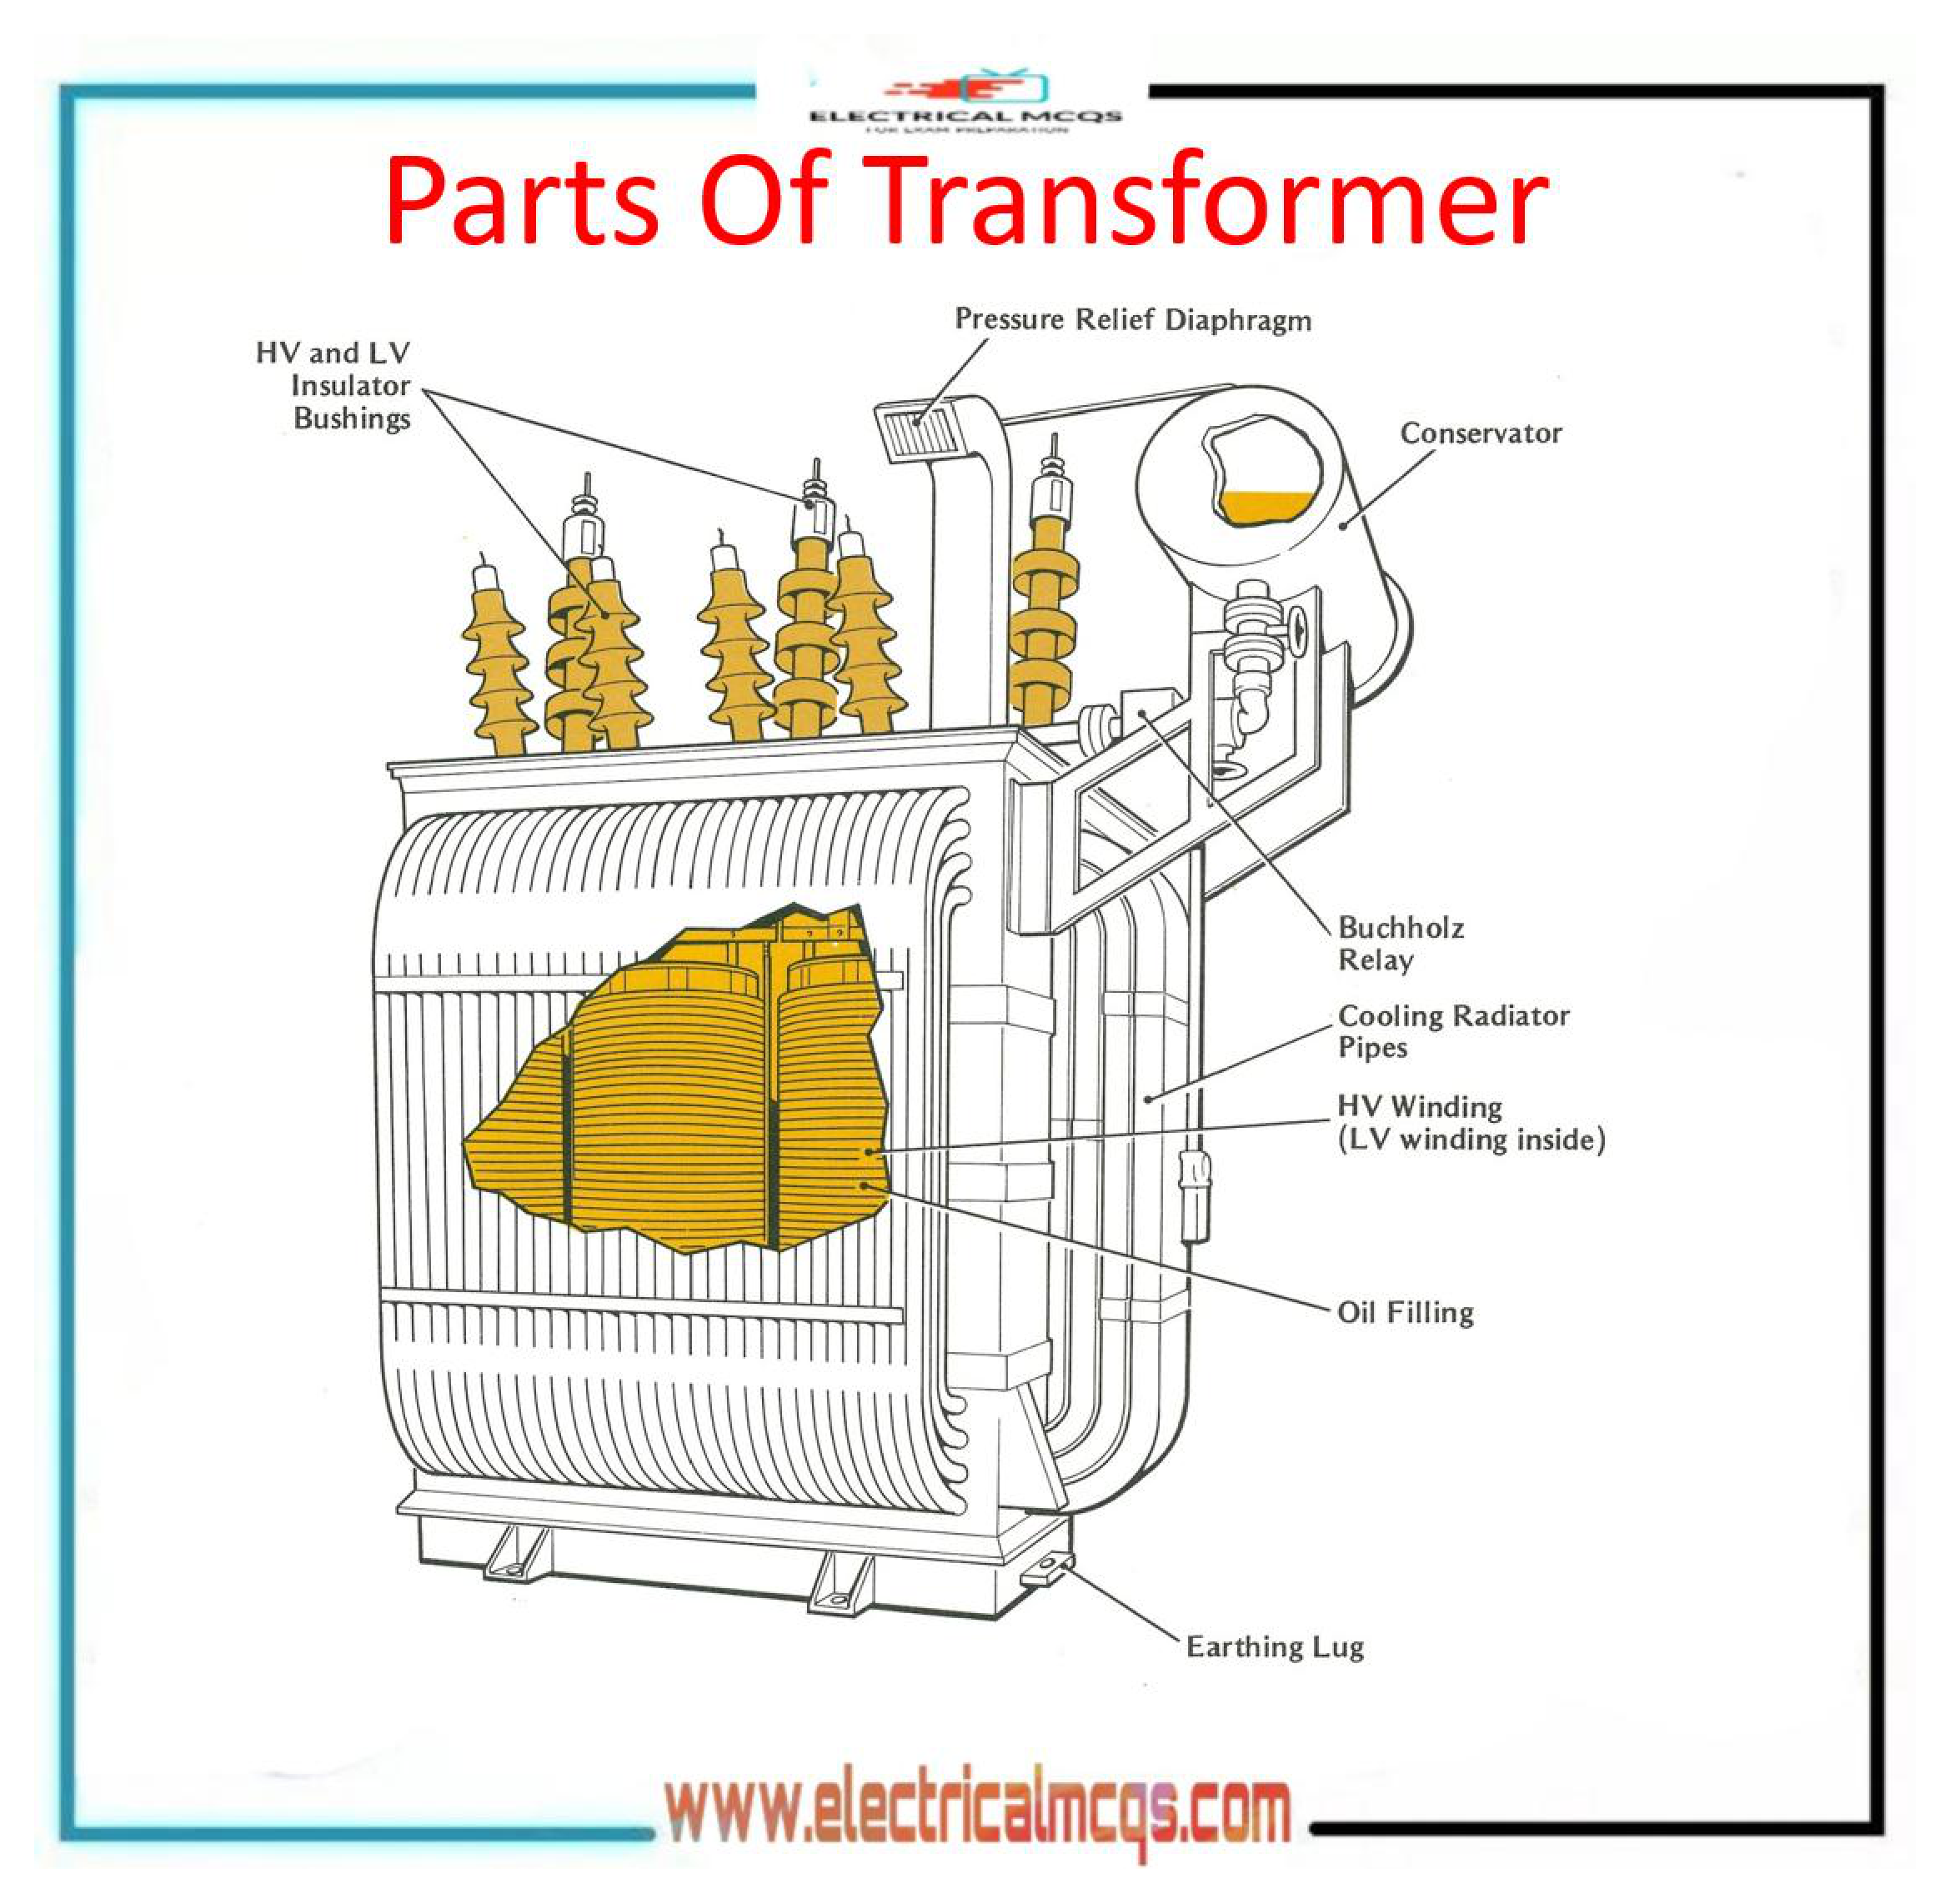 ELECTRICAL MCQS
FOR EXAM PREPARATION
Parts Of Transformer
Pressure Relief Diaphragm
HV and LV
Insulator
Bushings
Conservator
Buchholz
Relay
Cooling Radiator
Pipes
HV Winding
(LV winding inside)
Oil Filling
Earthing Lug
www.electricalmcqs.com